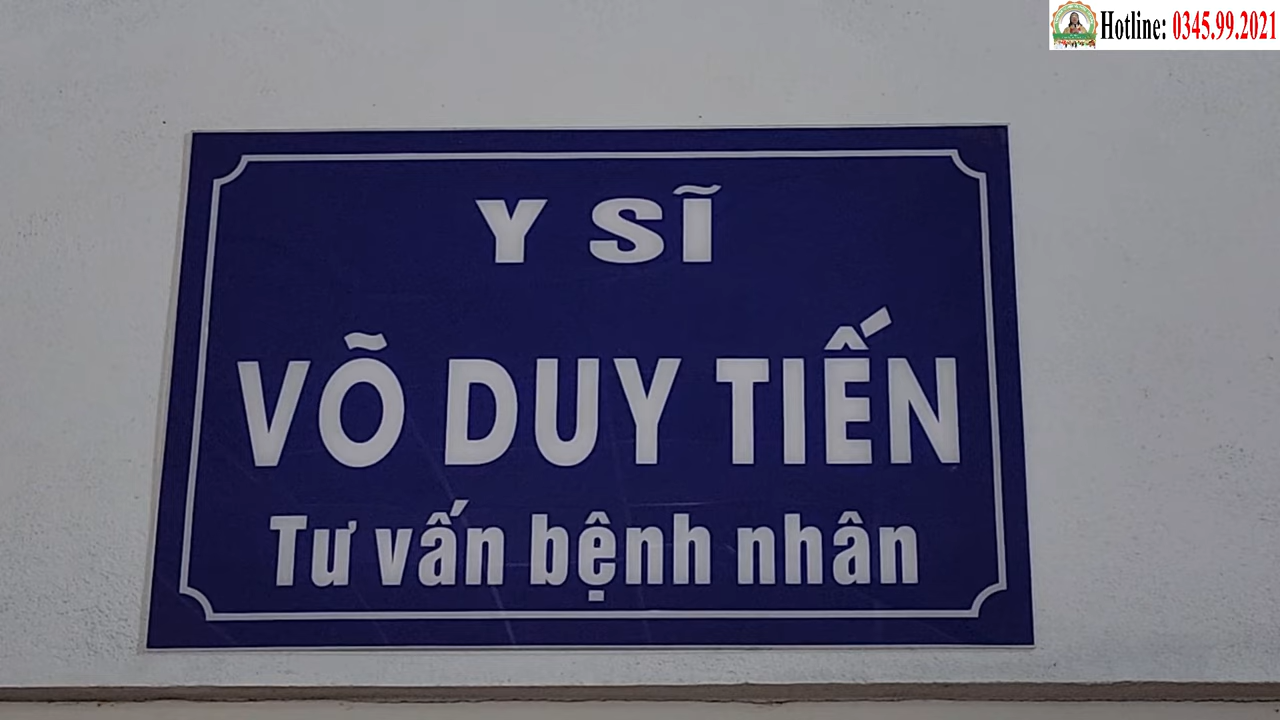 Hotline: 0345.99.2021
Y SĨ
VÕ DUY TIẾN
Tư vấn bệnh nhân